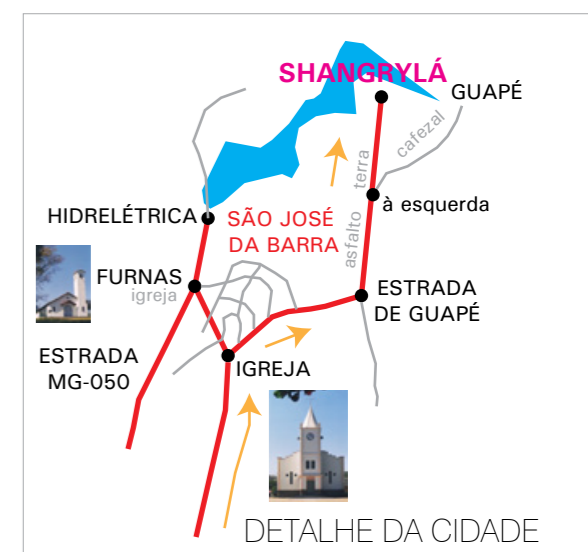 SHANGRYLÁ
GUAPÉ
cafezal
terra
à esquerda
HIDRELÉTRICA
SÃO JOSÉ
DA BARRA
asfalto
FURNAS
igreja
ESTRADA
DE GUAPÉ
ESTRADA
MG-050
IGREJA
DETALHE DA CIDADE